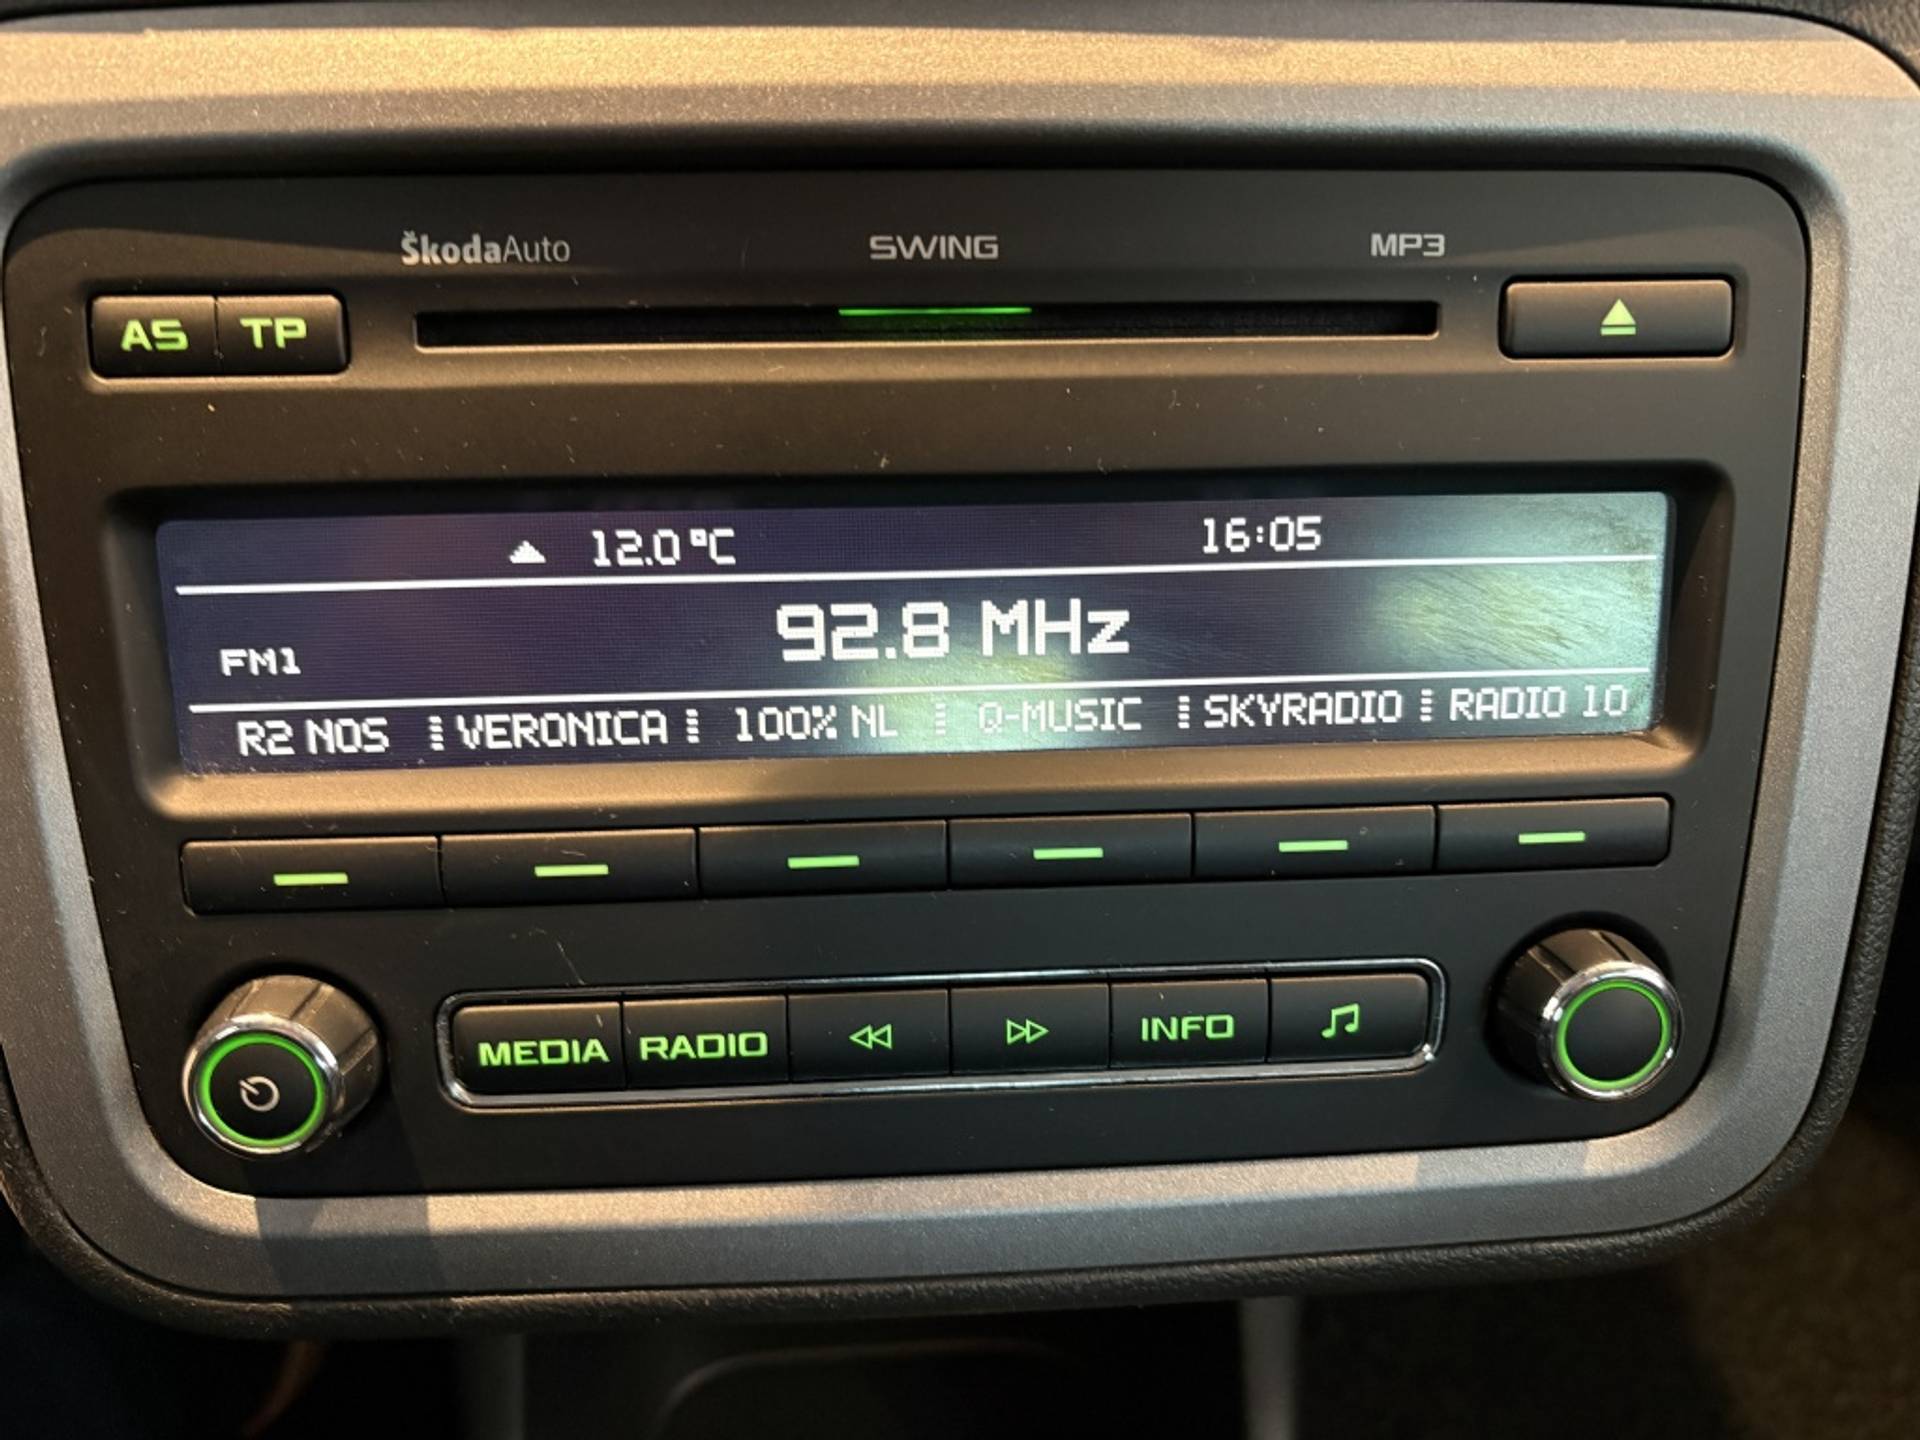 ŠkodaAuto SWING MP3
AS TP
12.0 °C 16:05
92.8 MHz
FM1
R2 NOS VERONICA 100% NL Q-MUSIC SKYRADIO RADIO 10
MEDIA RADIO INFO